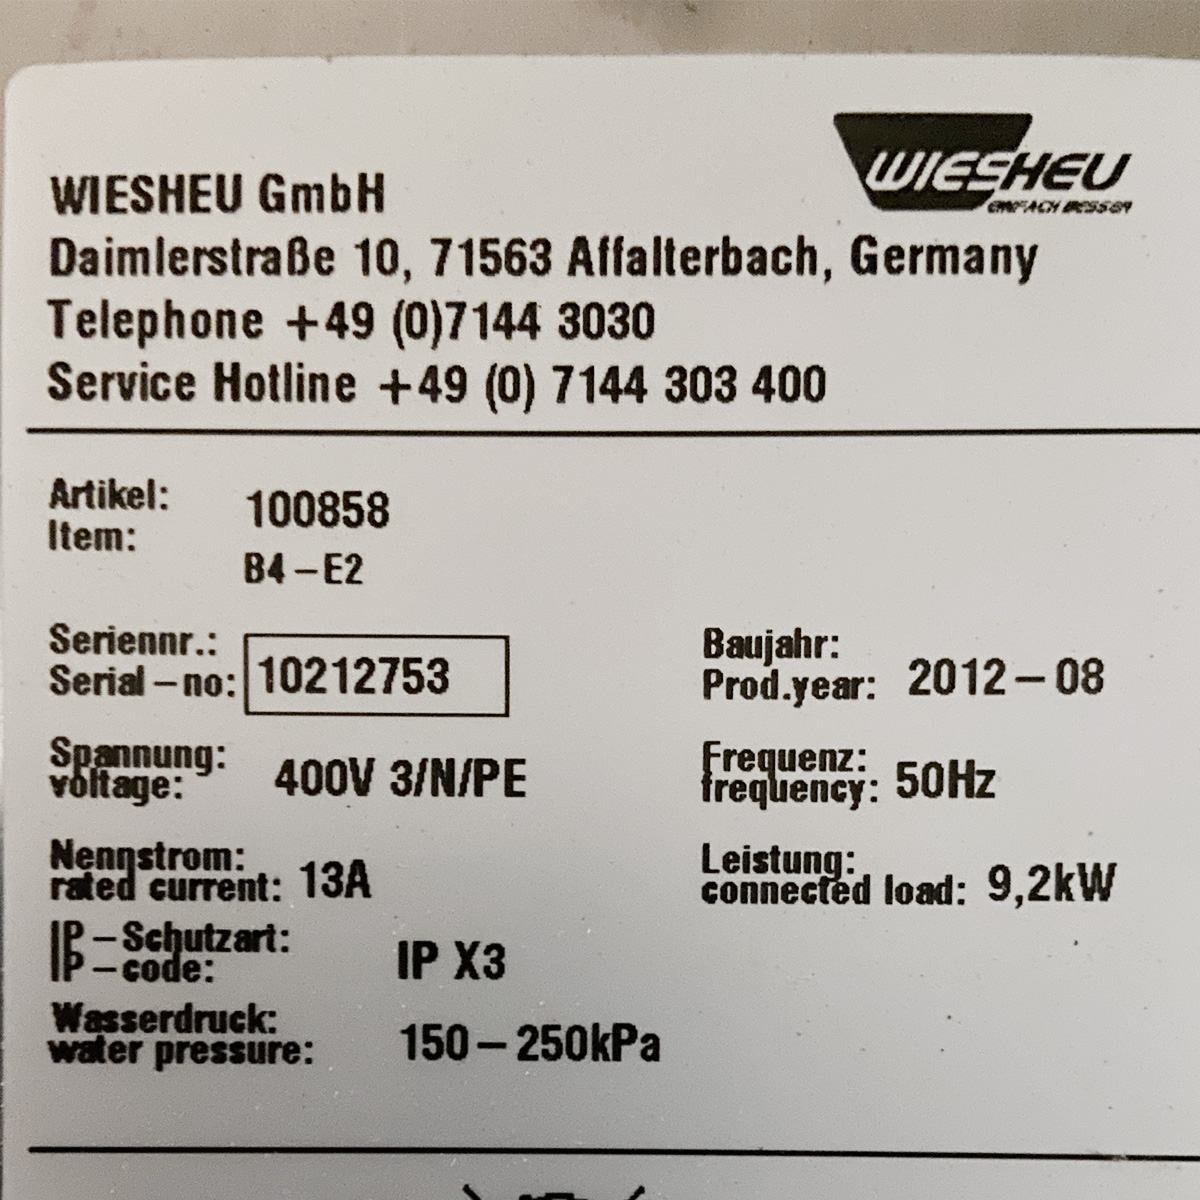 WIESHEU
EINFACH BESSER
WIESHEU GmbH
Daimlerstraße 10, 71563 Affalterbach, Germany
Telephone +49 (0)7144 3030
Service Hotline +49 (0) 7144 303 400
Artikel:
Item:
100858
B4-E2
Seriennr.:
Serial-no: 10212753
Baujahr:
Prod.year: 2012-08
Spannung:
voltage: 400V 3/N/PE
Frequenz:
frequency: 50Hz
Nennstrom:
rated current: 13A
Leistung:
connected load: 9,2kW
IP-Schutzart:
IP-code: IP X3
Wasserdruck:
water pressure: 150-250kPa